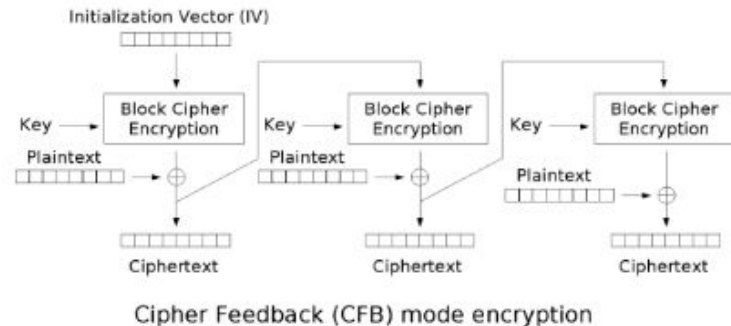 Initialization Vector (IV)
Key
Block Cipher
Encryption
Plaintext
Ciphertext
Key
Block Cipher
Encryption
Plaintext
Ciphertext
Key
Block Cipher
Encryption
Plaintext
Ciphertext
Cipher Feedback (CFB) mode encryption